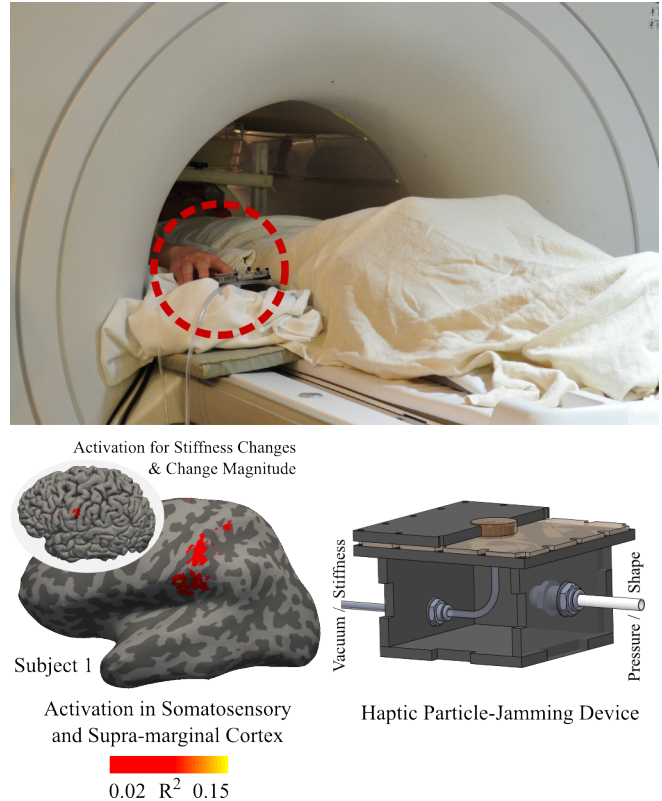 Activation for Stiffness Changes
& Change Magnitude
Subject 1
Activation in Somatosensory
and Supra-marginal Cortex
0.02 R² 0.15
Vacuum / Stiffness
Pressure / Shape
Haptic Particle-Jamming Device